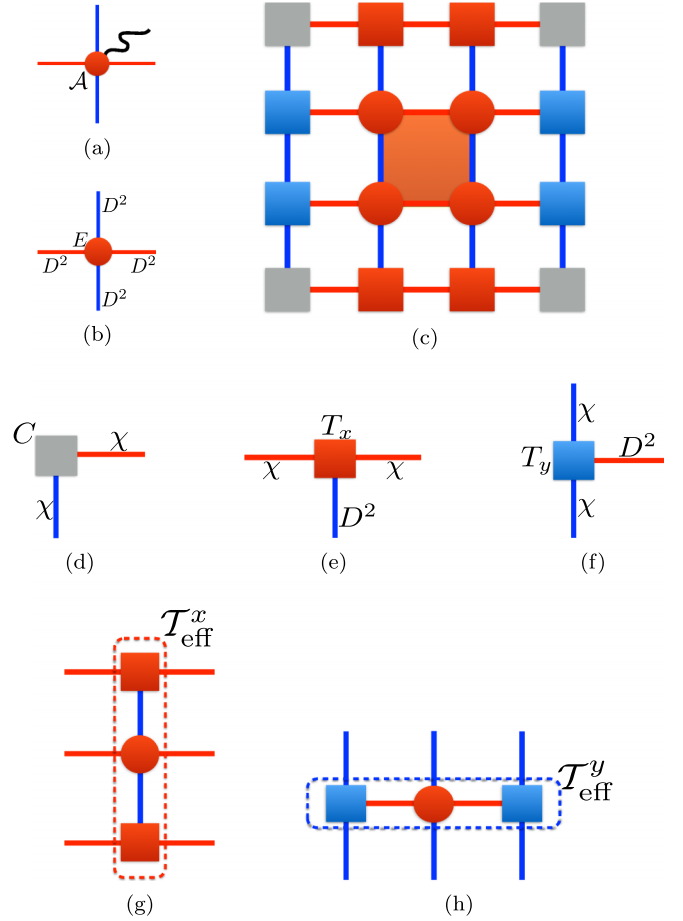 𝒜
(a)
D²
E
D²
D²
D²
(b)
(c)
C
χ
χ
(d)
T_x
χ
χ
D²
(e)
χ
T_y
D²
χ
(f)
𝒯^x_eff
(g)
𝒯^y_eff
(h)